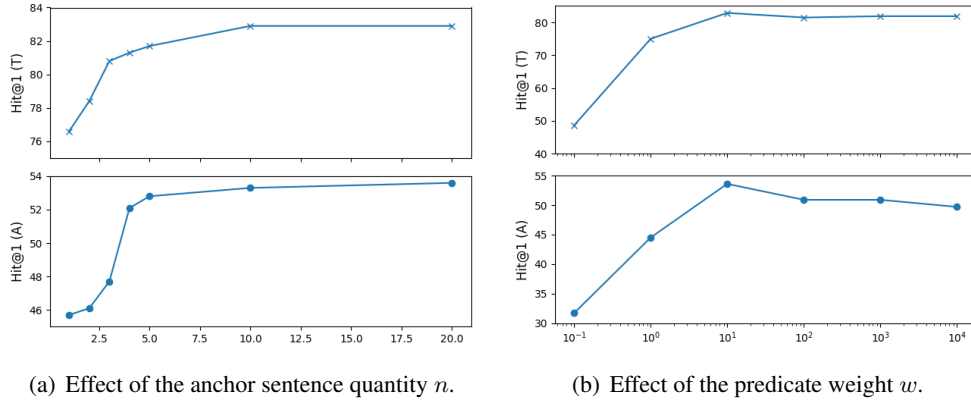 84
82
80
78
76
Hit@1 (T)
54
52
50
48
46
Hit@1 (A)
2.5 5.0 7.5 10.0 12.5 15.0 17.5 20.0
(a) Effect of the anchor sentence quantity n.
80
70
60
50
40
Hit@1 (T)
55
50
45
40
35
30
Hit@1 (A)
10⁻¹ 10⁰ 10¹ 10² 10³ 10⁴
(b) Effect of the predicate weight w.